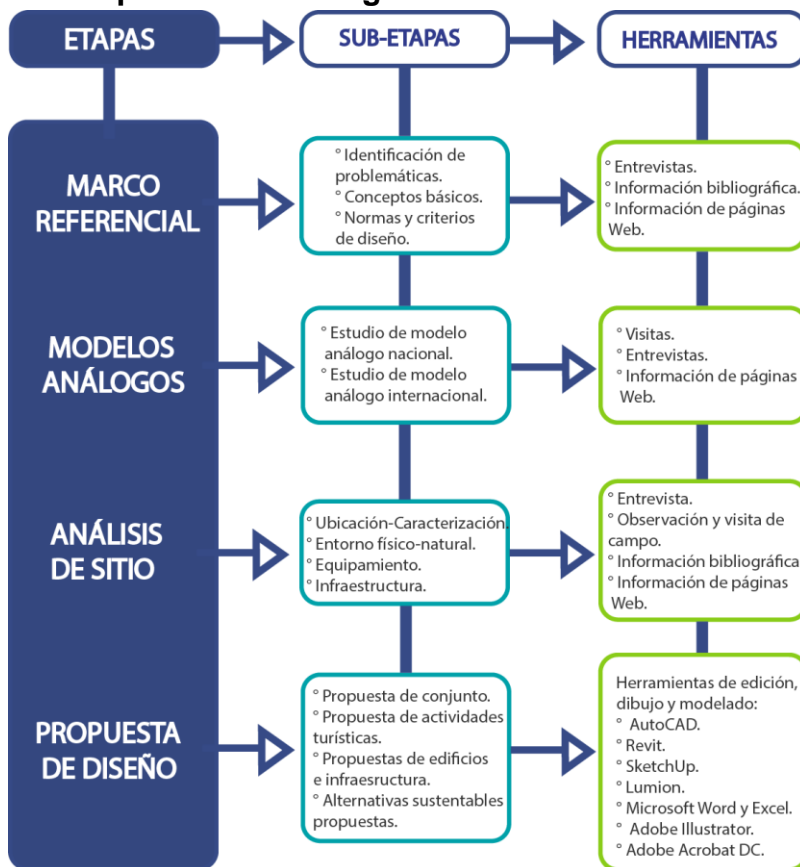 ETAPAS
SUB-ETAPAS
HERRAMIENTAS
MARCO
REFERENCIAL
° Identificación de
problemáticas.
° Conceptos básicos.
° Normas y criterios
de diseño.
° Entrevistas.
° Información bibliográfica.
° Información de páginas
Web.
MODELOS
ANÁLOGOS
° Estudio de modelo
análogo nacional.
° Estudio de modelo
análogo internacional.
° Visitas.
° Entrevistas.
° Información de páginas
Web.
ANÁLISIS
DE SITIO
° Ubicación-Caracterización.
° Entorno físico-natural.
° Equipamiento.
° Infraestructura.
° Entrevista.
° Observación y visita de
campo.
° Información bibliográfica
° Información de páginas
Web.
PROPUESTA
DE DISEÑO
° Propuesta de conjunto.
° Propuesta de actividades
turísticas.
° Propuestas de edificios
e infraesructura.
° Alternativas sustentables
propuestas.
Herramientas de edición,
dibujo y modelado:
° AutoCAD.
° Revit.
° SketchUp.
° Lumion.
° Microsoft Word y Excel.
° Adobe Illustrator.
° Adobe Acrobat DC.